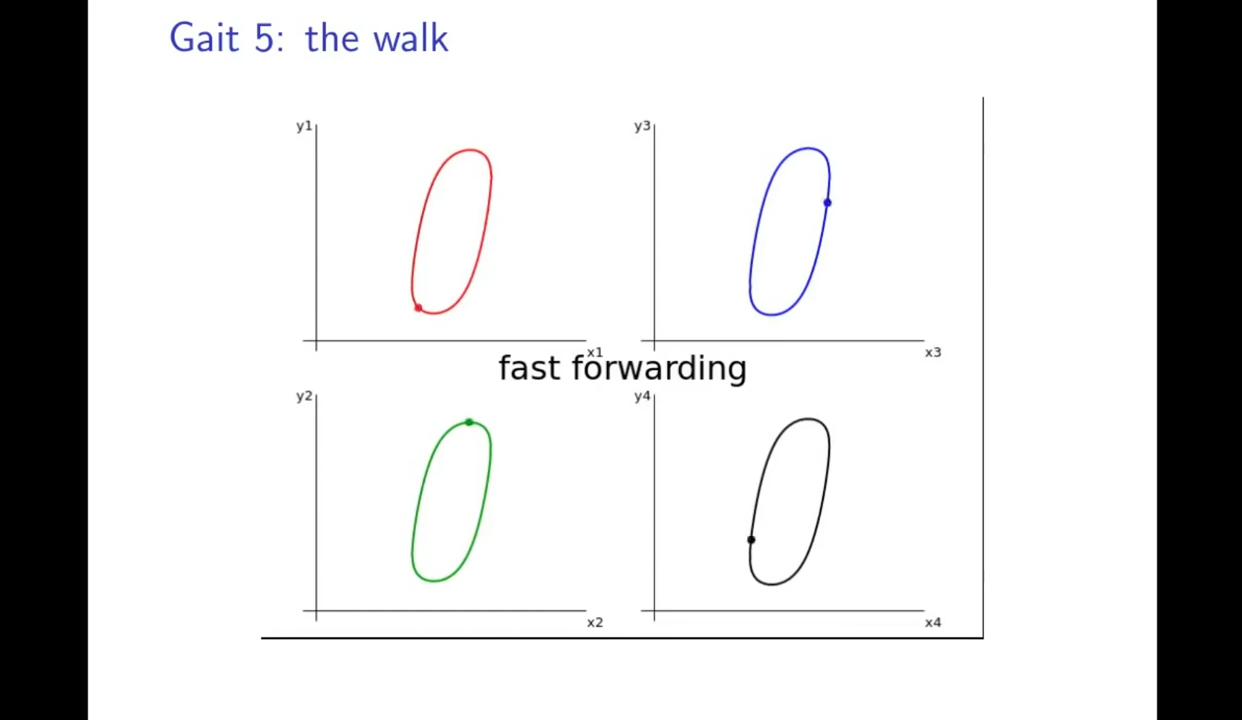 Gait 5: the walk
y1
y3
x1
x3
fast forwarding
y2
y4
x2
x4